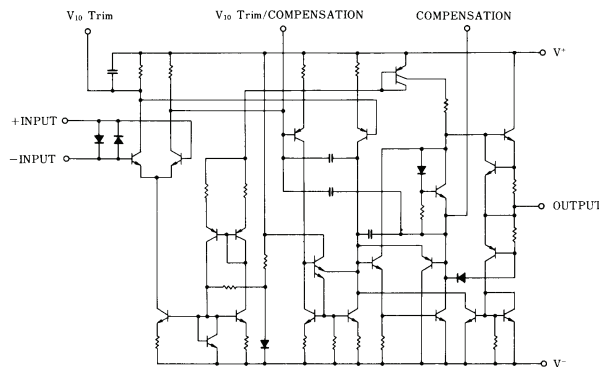 V₁₀ Trim
V₁₀ Trim/COMPENSATION
COMPENSATION
V⁺
+INPUT
−INPUT
OUTPUT
V⁻